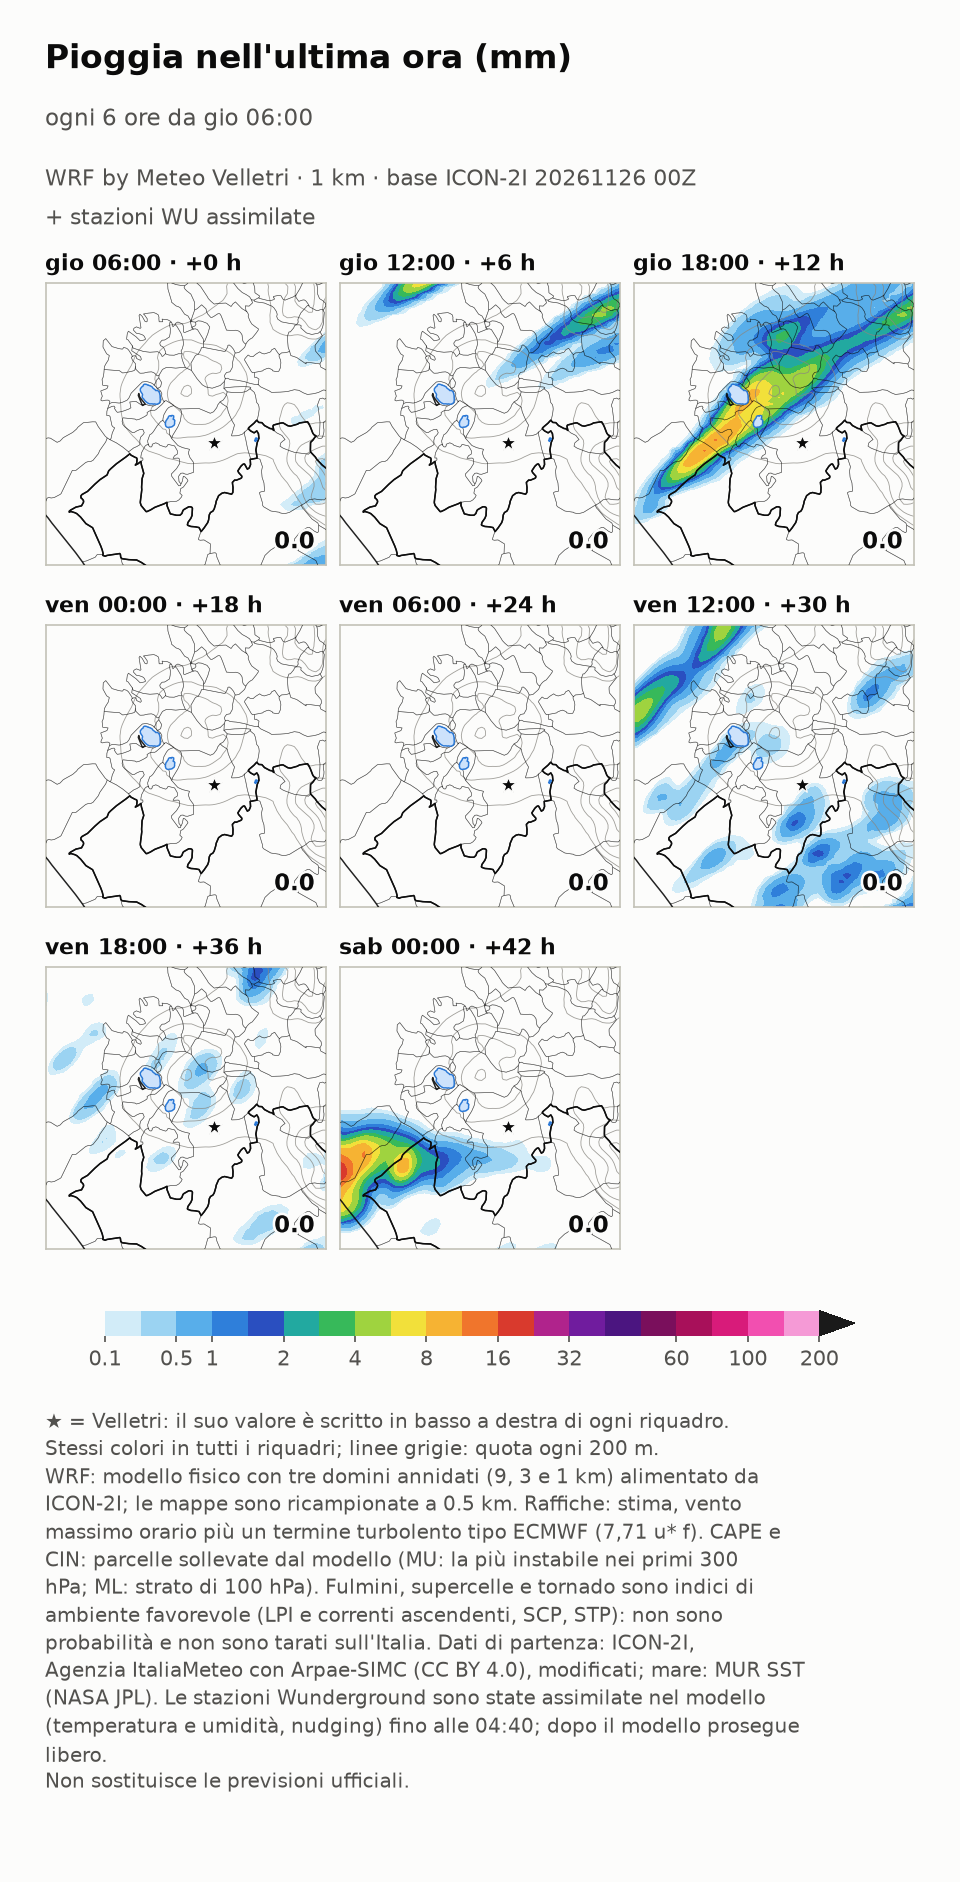 Pioggia nell'ultima ora (mm)
ogni 6 ore da gio 06:00
WRF by Meteo Velletri · 1 km · base ICON-2I 20261126 00Z
+ stazioni WU assimilate
gio 06:00 · +0 h
gio 12:00 · +6 h
gio 18:00 · +12 h
0.0
0.0
0.0
ven 00:00 · +18 h
ven 06:00 · +24 h
ven 12:00 · +30 h
0.0
0.0
0.0
ven 18:00 · +36 h
sab 00:00 · +42 h
0.0
0.0
0.1 0.5 1 2 4 8 16 32 60 100 200
★ = Velletri: il suo valore è scritto in basso a destra di ogni riquadro.
Stessi colori in tutti i riquadri; linee grigie: quota ogni 200 m.
WRF: modello fisico con tre domini annidati (9, 3 e 1 km) alimentato da
ICON-2I; le mappe sono ricampionate a 0.5 km. Raffiche: stima, vento
massimo orario più un termine turbolento tipo ECMWF (7,71 u* f). CAPE e
CIN: parcelle sollevate dal modello (MU: la più instabile nei primi 300
hPa; ML: strato di 100 hPa). Fulmini, supercelle e tornado sono indici di
ambiente favorevole (LPI e correnti ascendenti, SCP, STP): non sono
probabilità e non sono tarati sull'Italia. Dati di partenza: ICON-2I,
Agenzia ItaliaMeteo con Arpae-SIMC (CC BY 4.0), modificati; mare: MUR SST
(NASA JPL). Le stazioni Wunderground sono state assimilate nel modello
(temperatura e umidità, nudging) fino alle 04:40; dopo il modello prosegue
libero.
Non sostituisce le previsioni ufficiali.